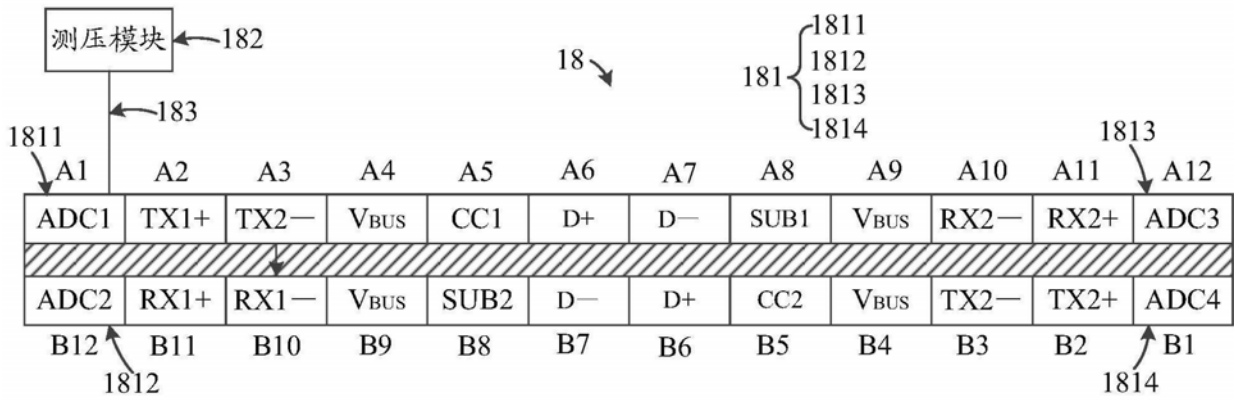 测压模块
182
183
18
181
1811
1812
1813
1814
1811
1813
A1 A2 A3 A4 A5 A6 A7 A8 A9 A10 A11 A12
ADC1 TX1+ TX2— VBUS CC1 D+ D— SUB1 VBUS RX2— RX2+ ADC3
ADC2 RX1+ RX1— VBUS SUB2 D— D+ CC2 VBUS TX2— TX2+ ADC4
B12 B11 B10 B9 B8 B7 B6 B5 B4 B3 B2 B1
1812
1814